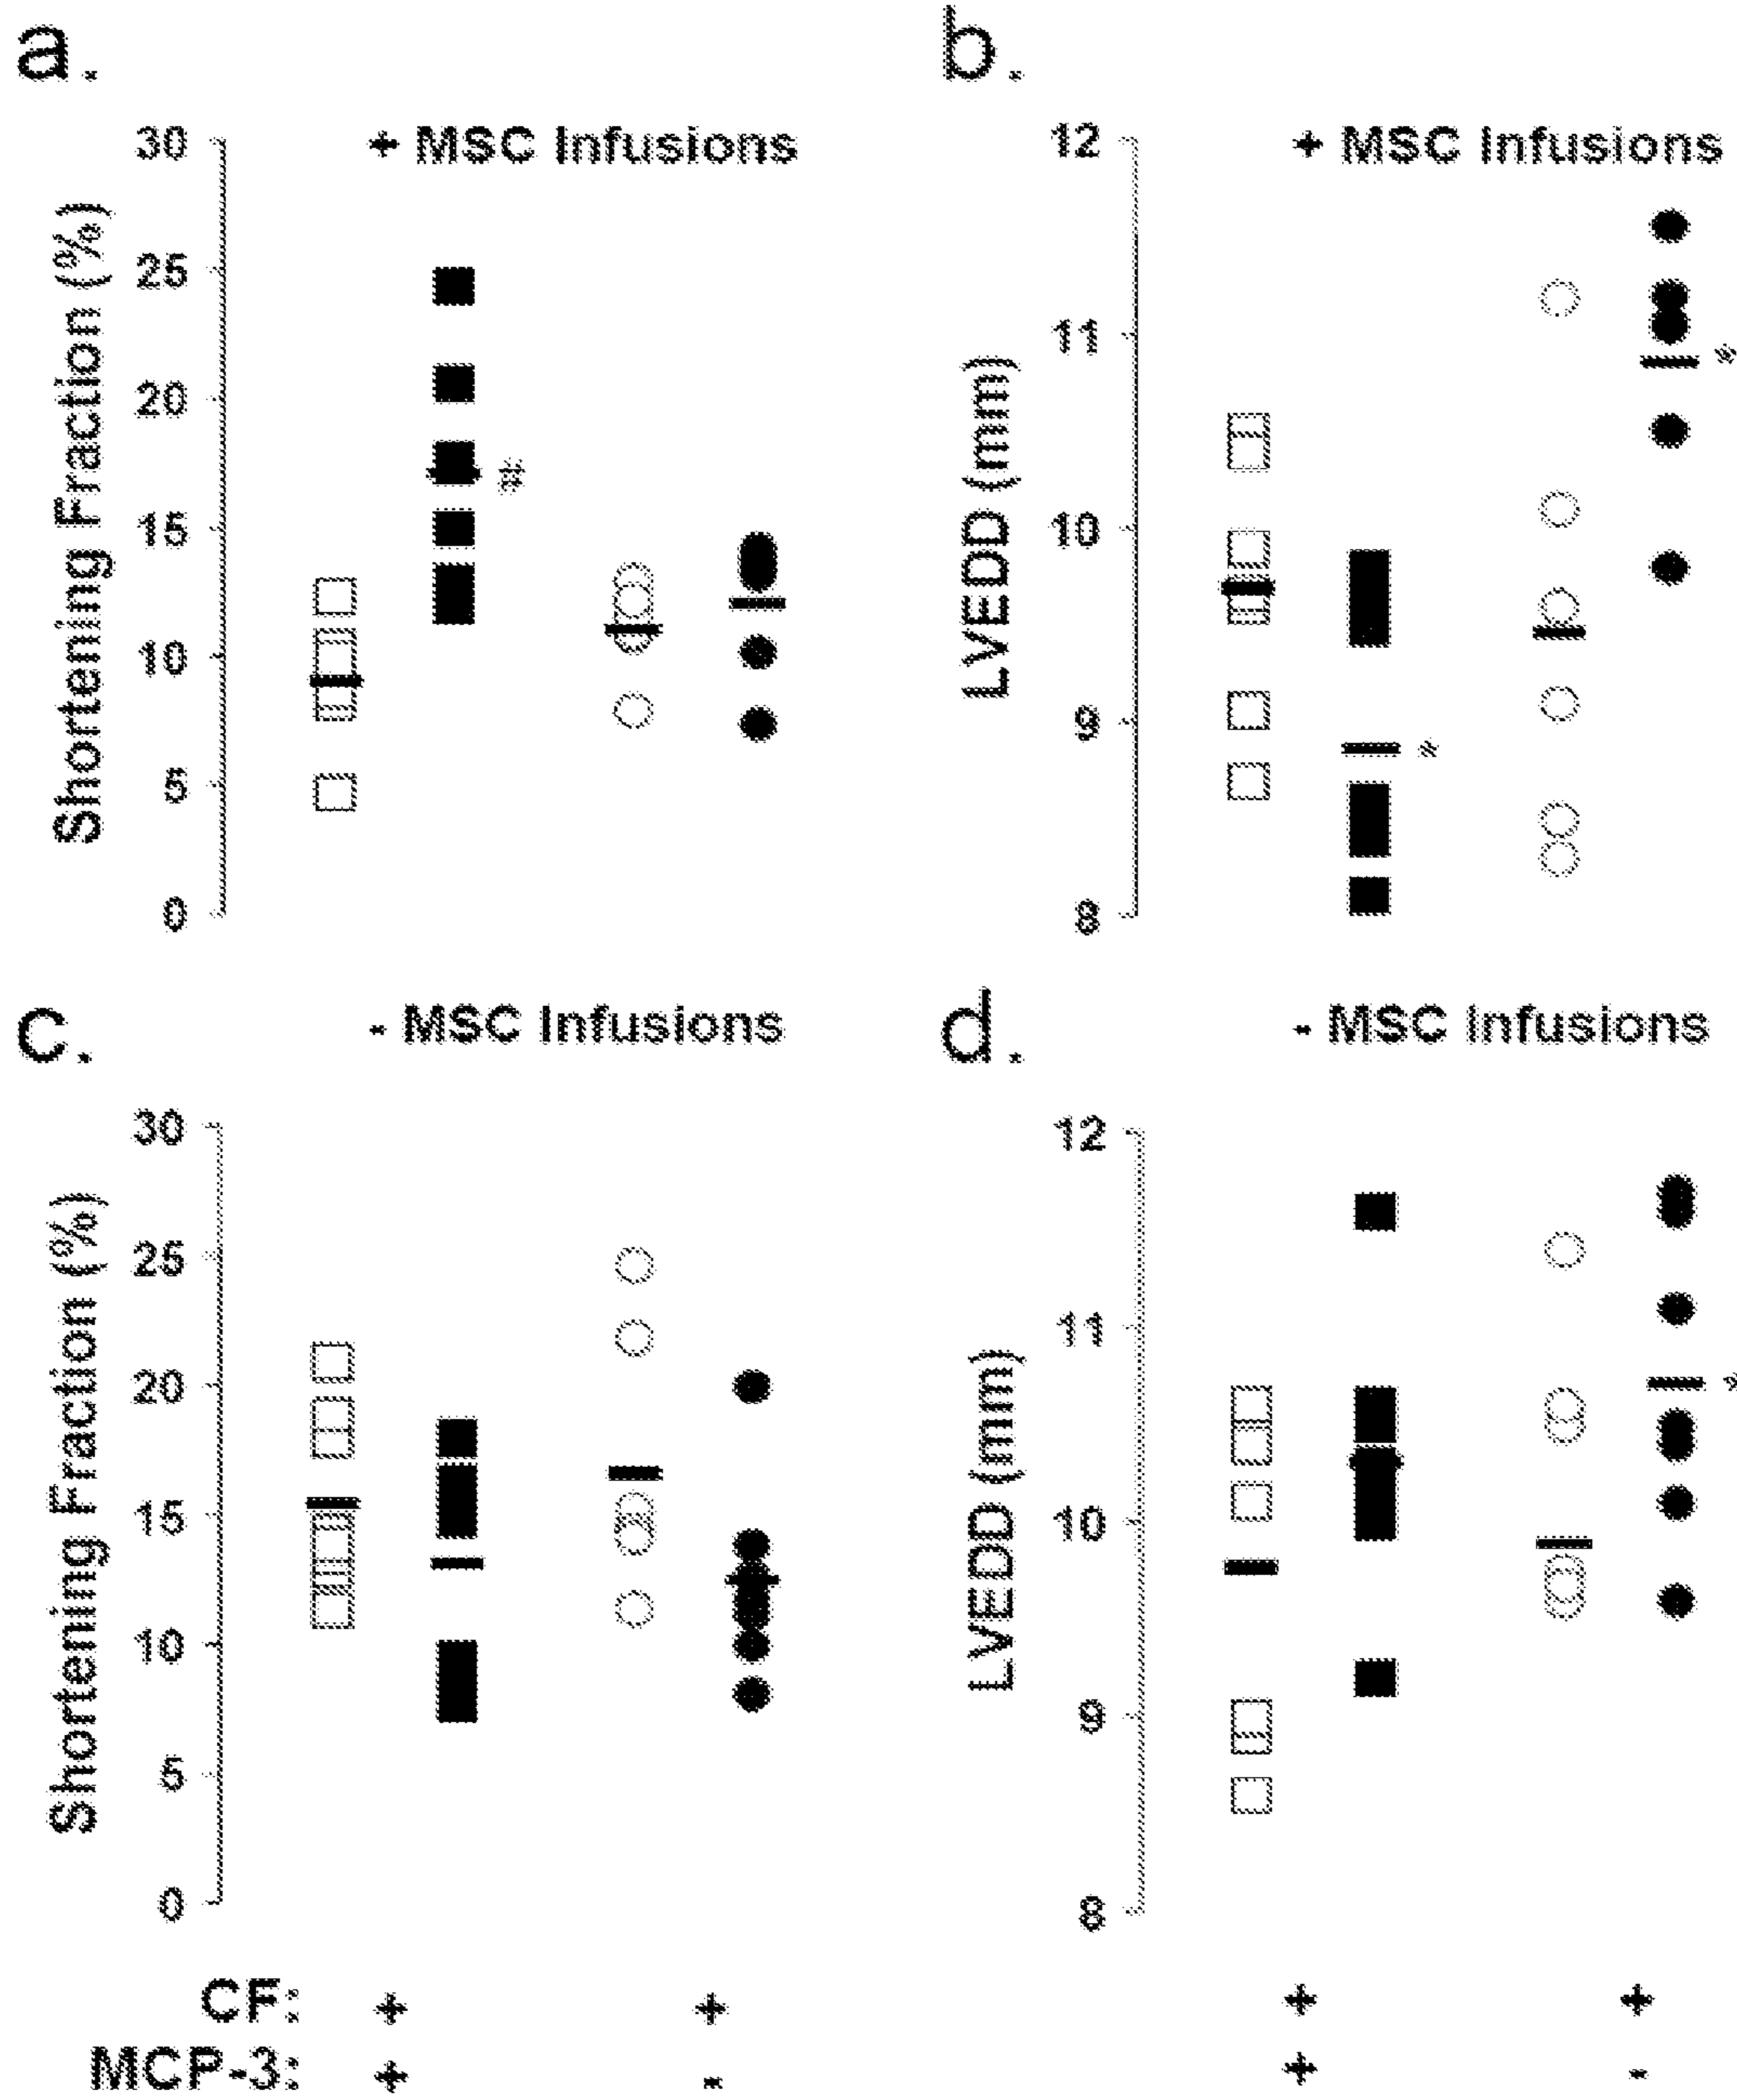 a.
+ MSC Infusions
Shortening Fraction (%)
30
25
20
15
10
5
0
#
b.
+ MSC Infusions
LVEDD (mm)
12
11
10
9
8
*
*
c.
- MSC Infusions
Shortening Fraction (%)
30
25
20
15
10
5
0
d.
- MSC Infusions
LVEDD (mm)
12
11
10
9
8
*
CF: + + + +
MCP-3: + - + -